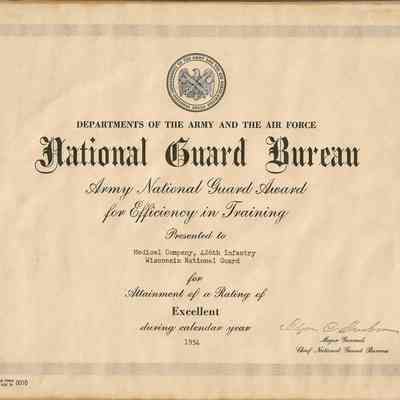 DEPARTMENTS OF THE ARMY AND THE AIR FORCE
National Guard Bureau
Army National Guard Award
for Efficiency in Training
Presented to
Medical Company, 426th Infantry
Wisconsin National Guard
for
Attainment of a Rating of
Excellent
during calendar year
1954
Major General
Chief National Guard Bureau